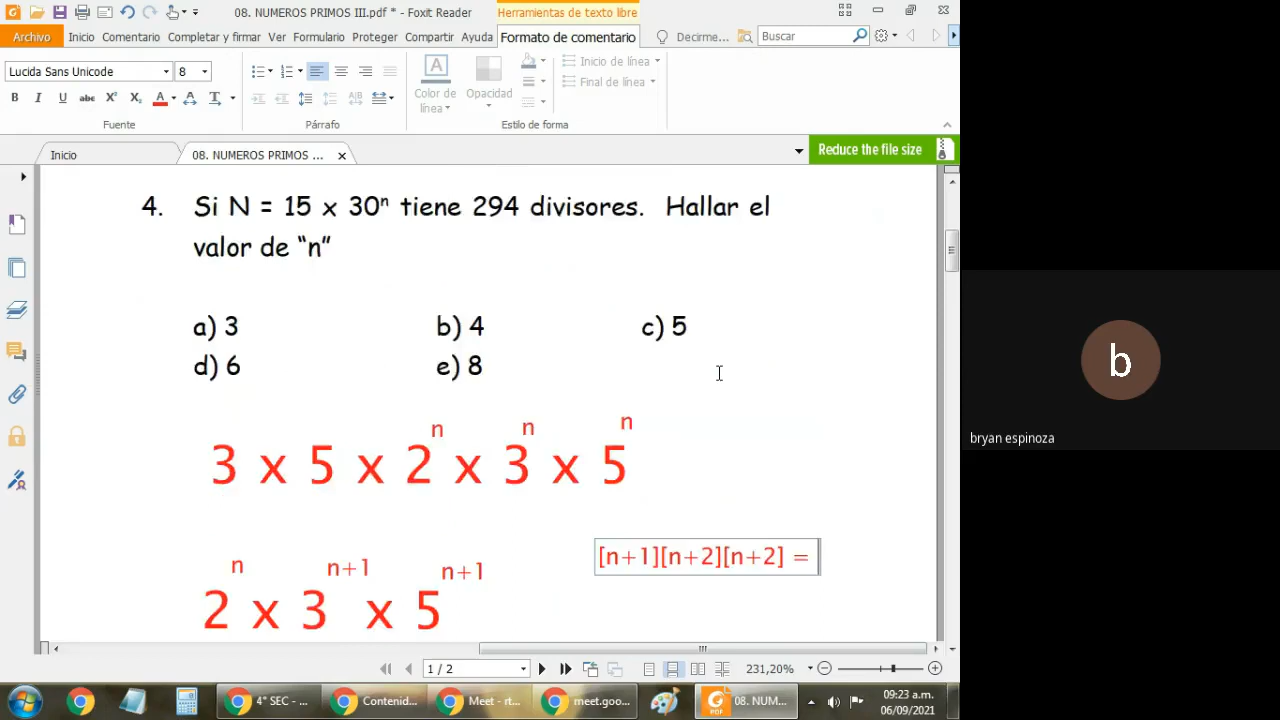 08. NUMEROS PRIMOS III.pdf * - Foxit Reader
Herramientas de texto libre
Archivo Inicio Comentario Completar y firmar Ver Formulario Proteger Compartir Ayuda Formato de comentario Decirme... Buscar
Lucida Sans Unicode 8
Color de línea Opacidad
Inicio de línea
Final de línea
Fuente Párrafo Estilo de forma
Inicio 08. NUMEROS PRIMOS ... Reduce the file size
4. Si N = 15 x 30ⁿ tiene 294 divisores. Hallar el
valor de “n”
a) 3 b) 4 c) 5
d) 6 e) 8
3 x 5 x 2ⁿ x 3ⁿ x 5ⁿ
[n+1][n+2][n+2] =
2ⁿ x 3ⁿ⁺¹ x 5ⁿ⁺¹
b
bryan espinoza
1 / 2 231,20%
4° SEC - ... Contenid... Meet - rt... meet.goo... 08. NUM...
09:23 a.m.
06/09/2021